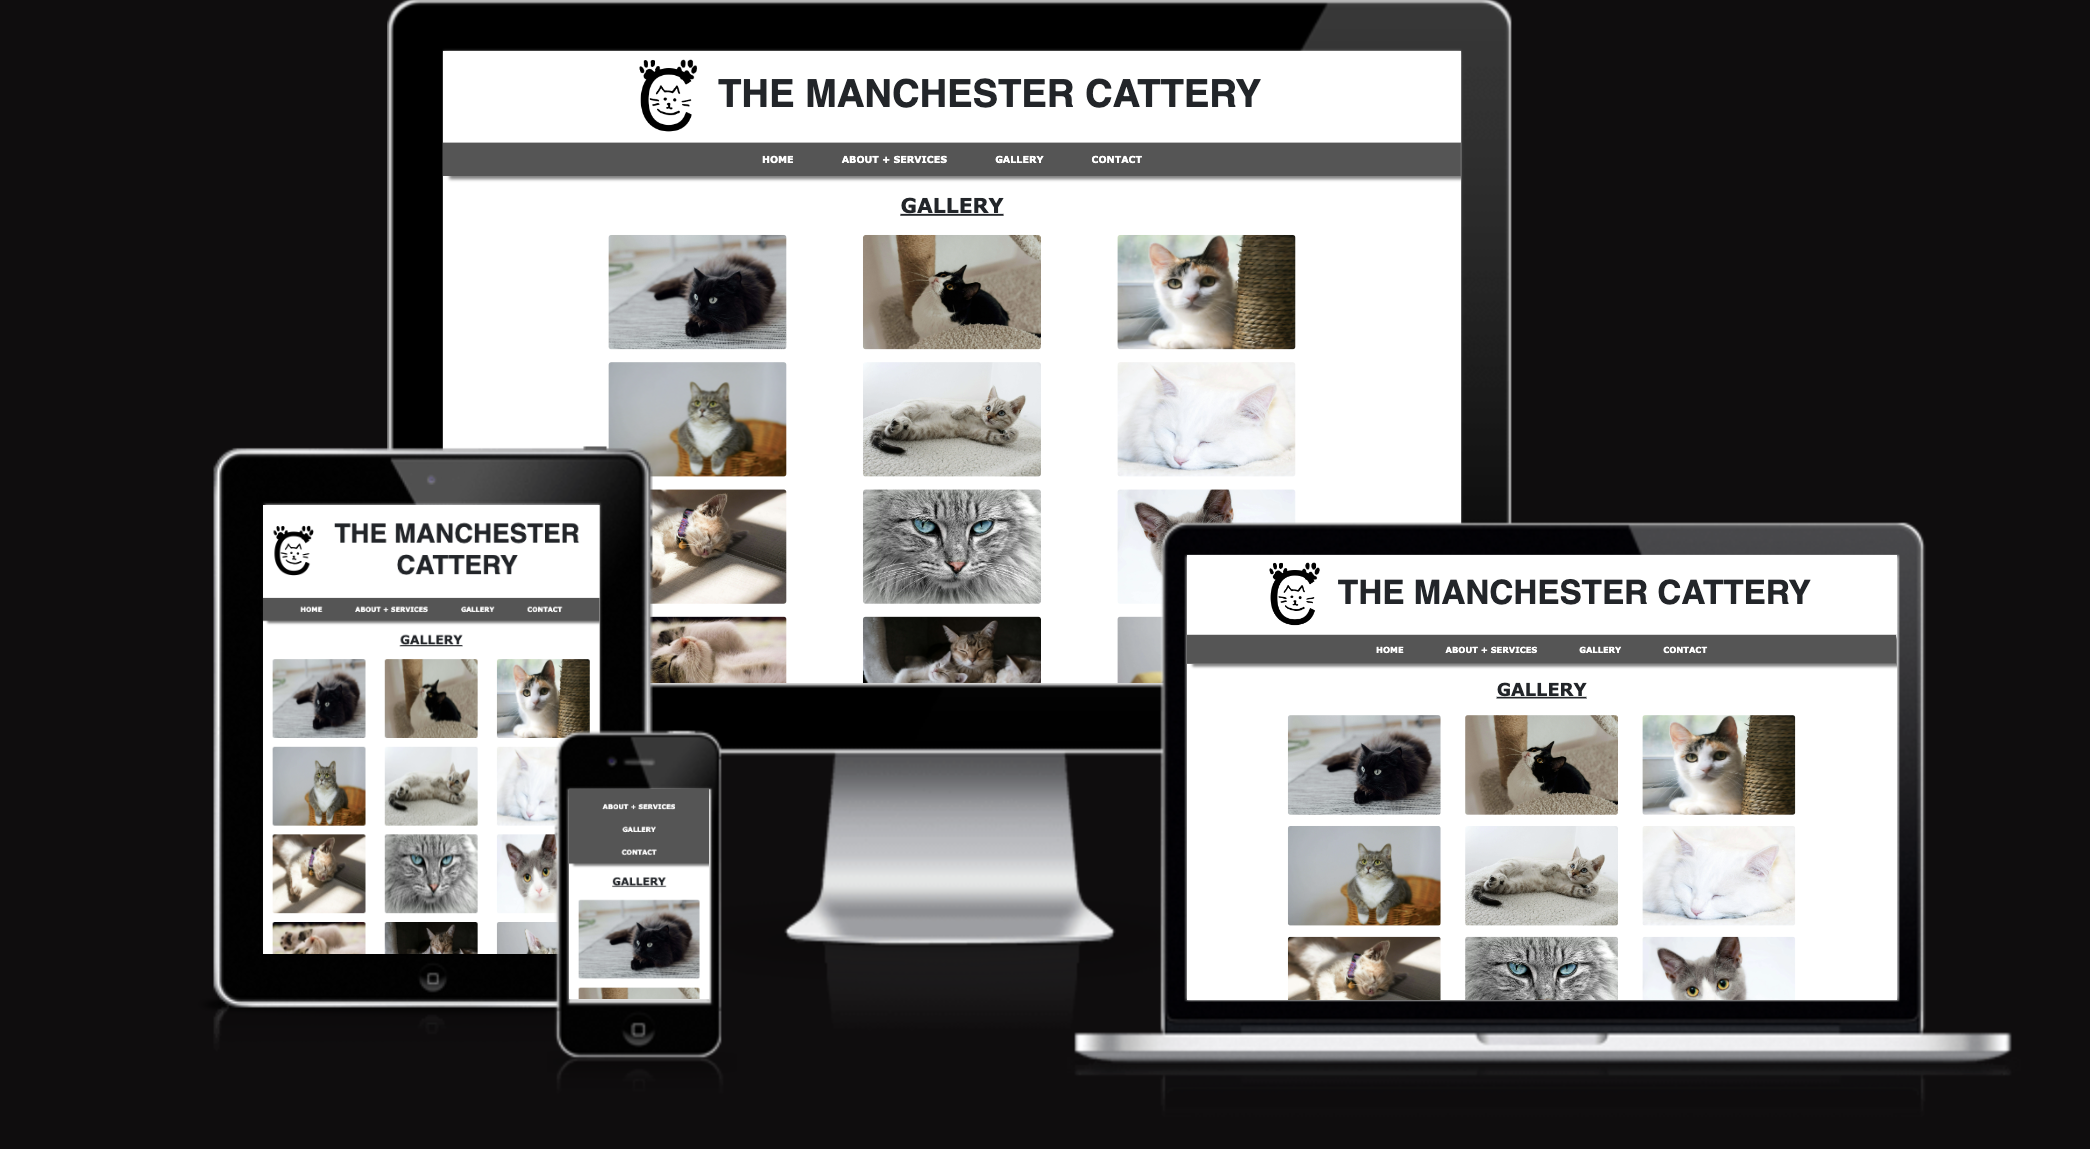 THE MANCHESTER CATTERY
HOME ABOUT + SERVICES GALLERY CONTACT
GALLERY
THE MANCHESTER
CATTERY
HOME ABOUT + SERVICES GALLERY CONTACT
GALLERY
ABOUT + SERVICES
GALLERY
CONTACT
GALLERY
THE MANCHESTER CATTERY
HOME ABOUT + SERVICES GALLERY CONTACT
GALLERY